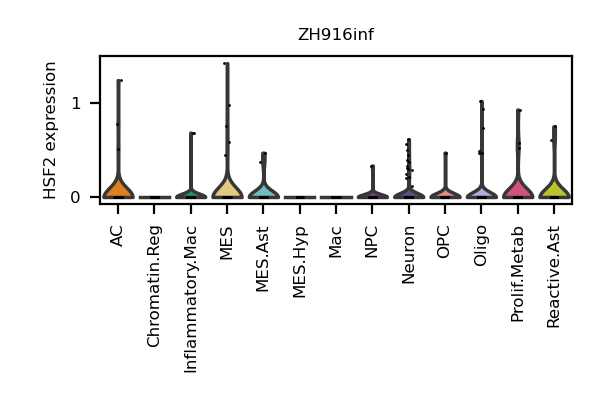 ZH916inf
HSF2 expression
1
0
AC
Chromatin.Reg
Inflammatory.Mac
MES
MES.Ast
MES.Hyp
Mac
NPC
Neuron
OPC
Oligo
Prolif.Metab
Reactive.Ast